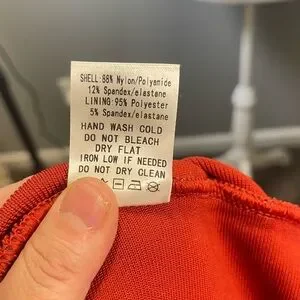 SHELL:88% Nylon/Polyamide
12% Spandex/elastane
LINING:95% Polyester
5% Spandex/elastane
HAND WASH COLD
DO NOT BLEACH
DRY FLAT
IRON LOW IF NEEDED
DO NOT DRY CLEAN